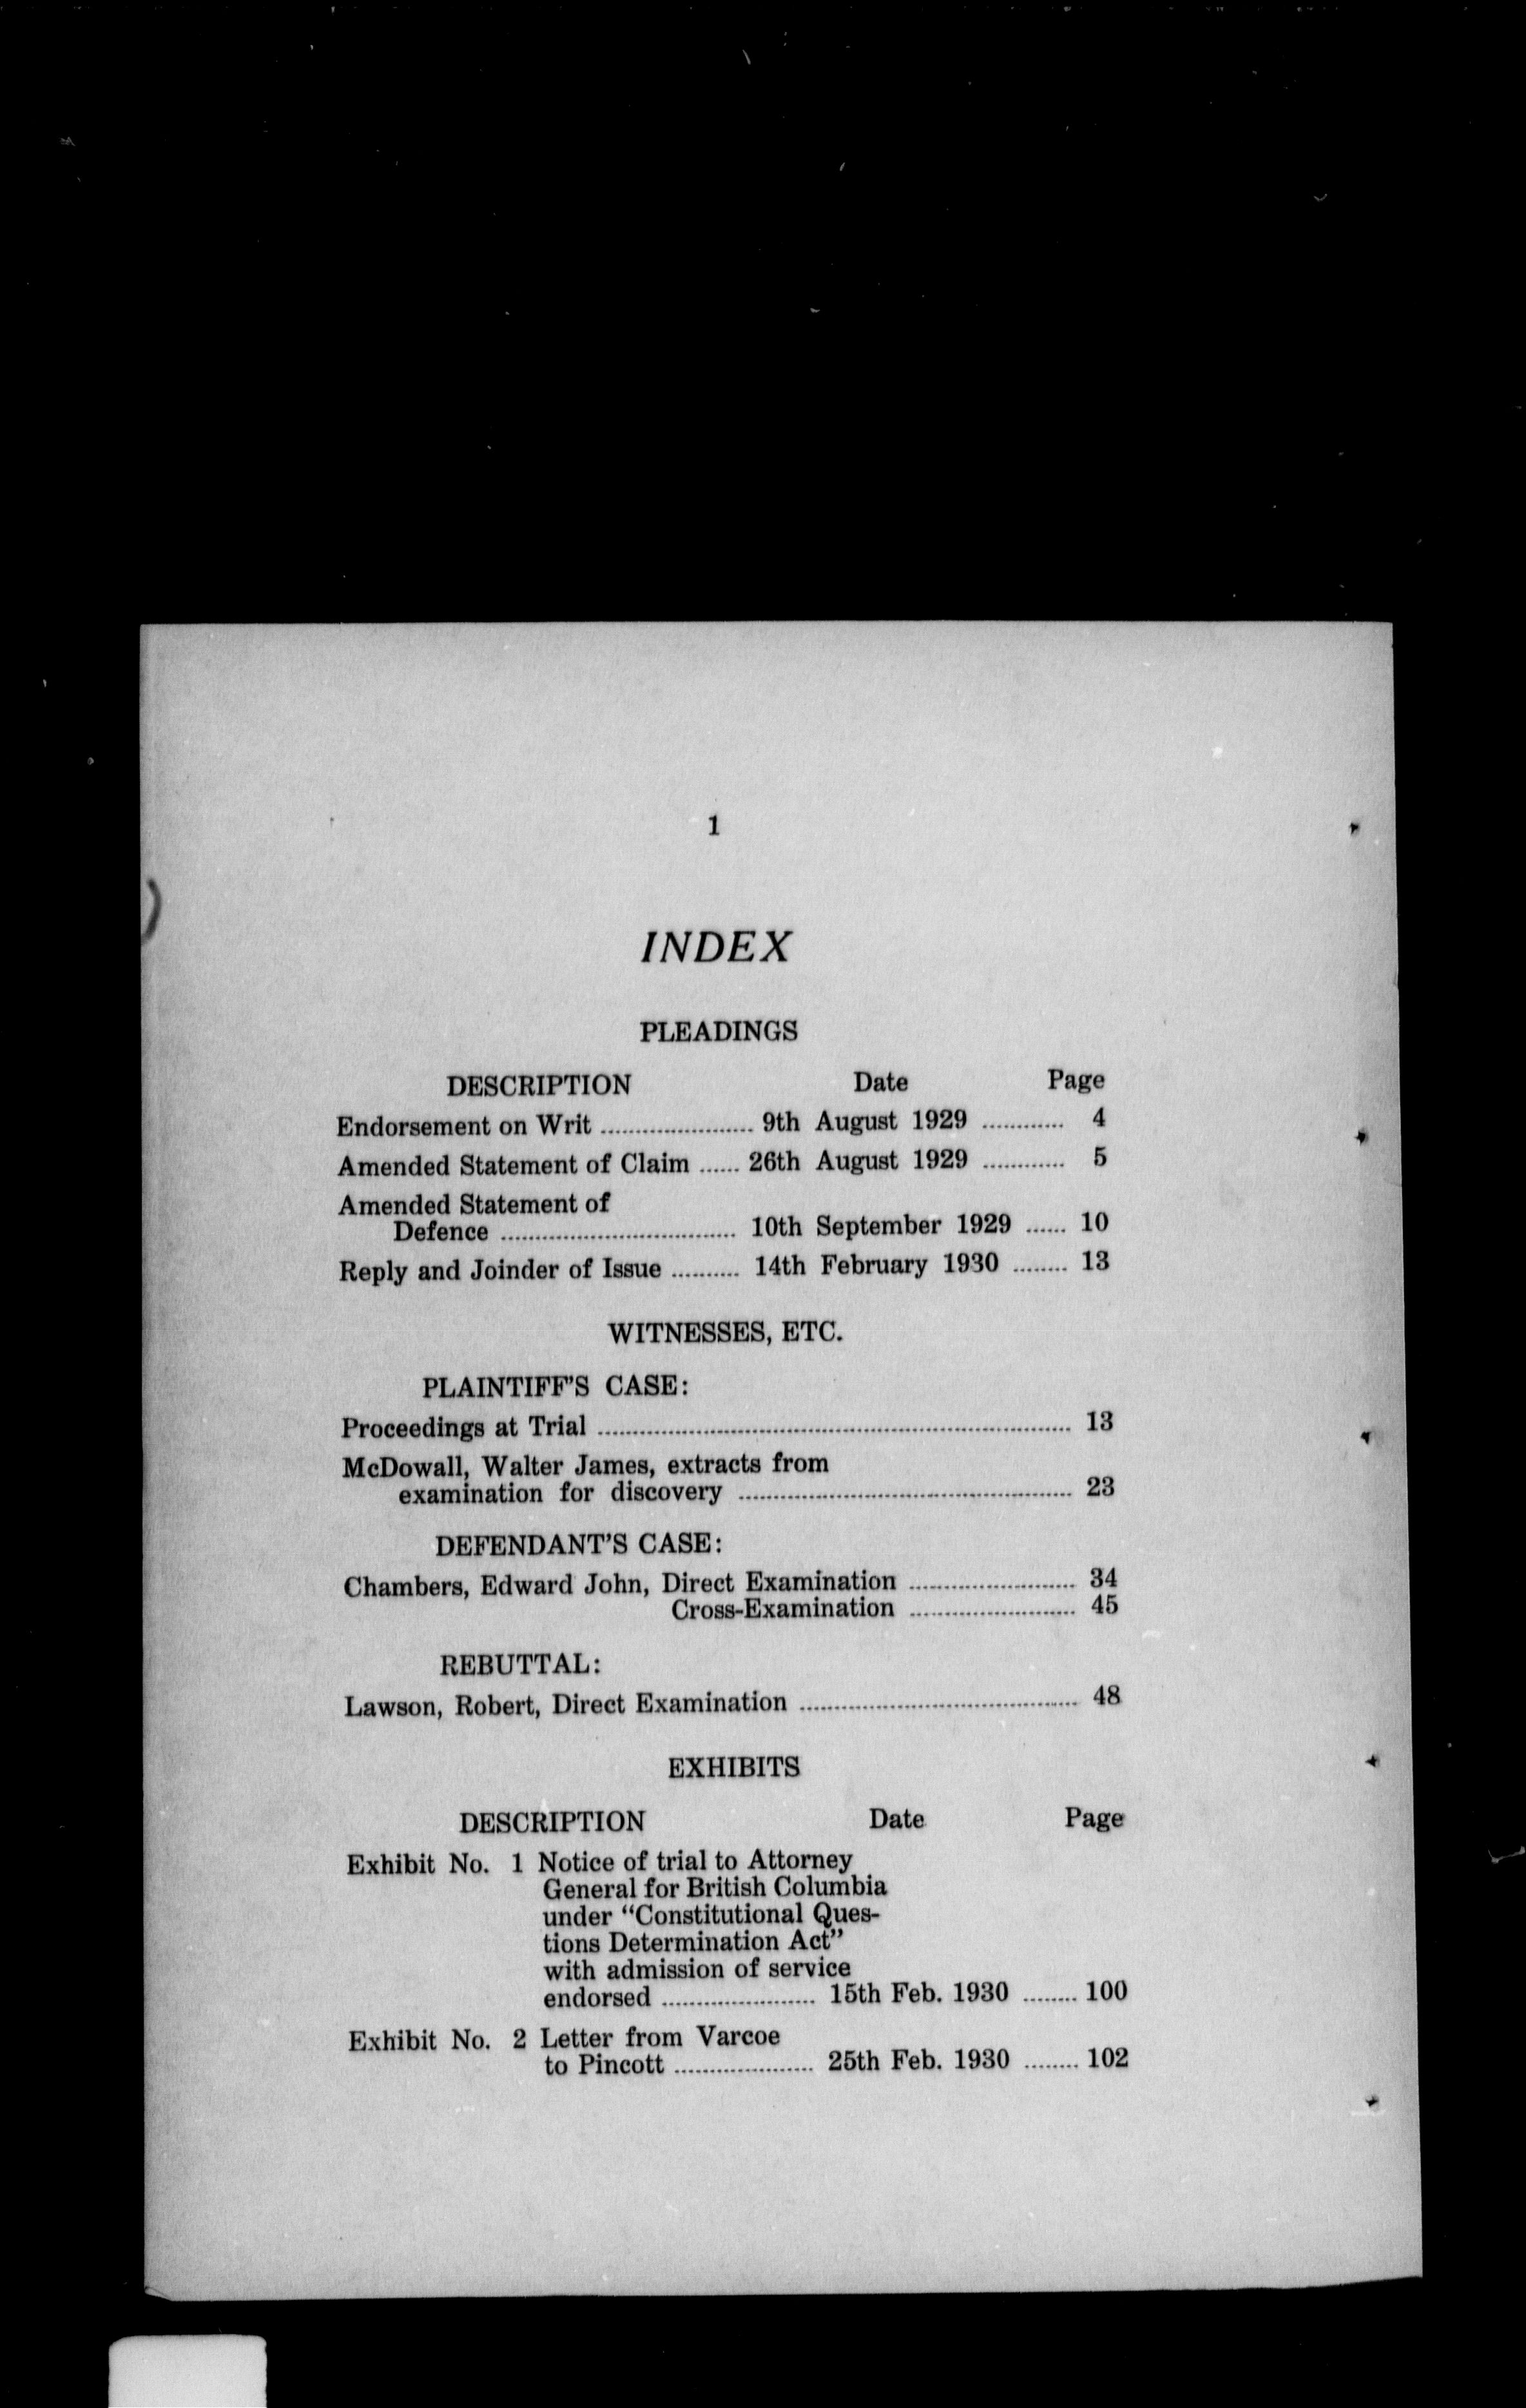 1
INDEX
PLEADINGS
DESCRIPTION Date Page
Endorsement on Writ ...................... 9th August 1929 ............ 4
Amended Statement of Claim ...... 26th August 1929 ............ 5
Amended Statement of
Defence .................................. 10th September 1929 ...... 10
Reply and Joinder of Issue .......... 14th February 1930 ........ 13
WITNESSES, ETC.
PLAINTIFF'S CASE:
Proceedings at Trial .................................................................... 13
McDowall, Walter James, extracts from
examination for discovery ................................................ 23
DEFENDANT'S CASE:
Chambers, Edward John, Direct Examination ........................ 34
Cross-Examination ........................ 45
REBUTTAL:
Lawson, Robert, Direct Examination ........................................ 48
EXHIBITS
DESCRIPTION Date Page
Exhibit No. 1 Notice of trial to Attorney
General for British Columbia
under "Constitutional Ques-
tions Determination Act"
with admission of service
endorsed ...................... 15th Feb. 1930 ........ 100
Exhibit No. 2 Letter from Varcoe
to Pincott .................... 25th Feb. 1930 ........ 102